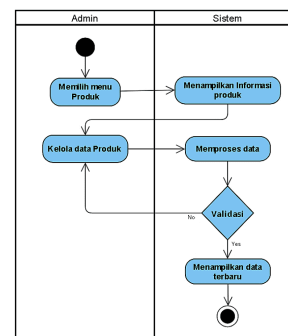 Admin
Sistem
Memilih menu
Produk
Menampilkan Informasi
produk
Kelola data Produk
Memproses data
Validasi
No
Yes
Menampilkan data
terbaru